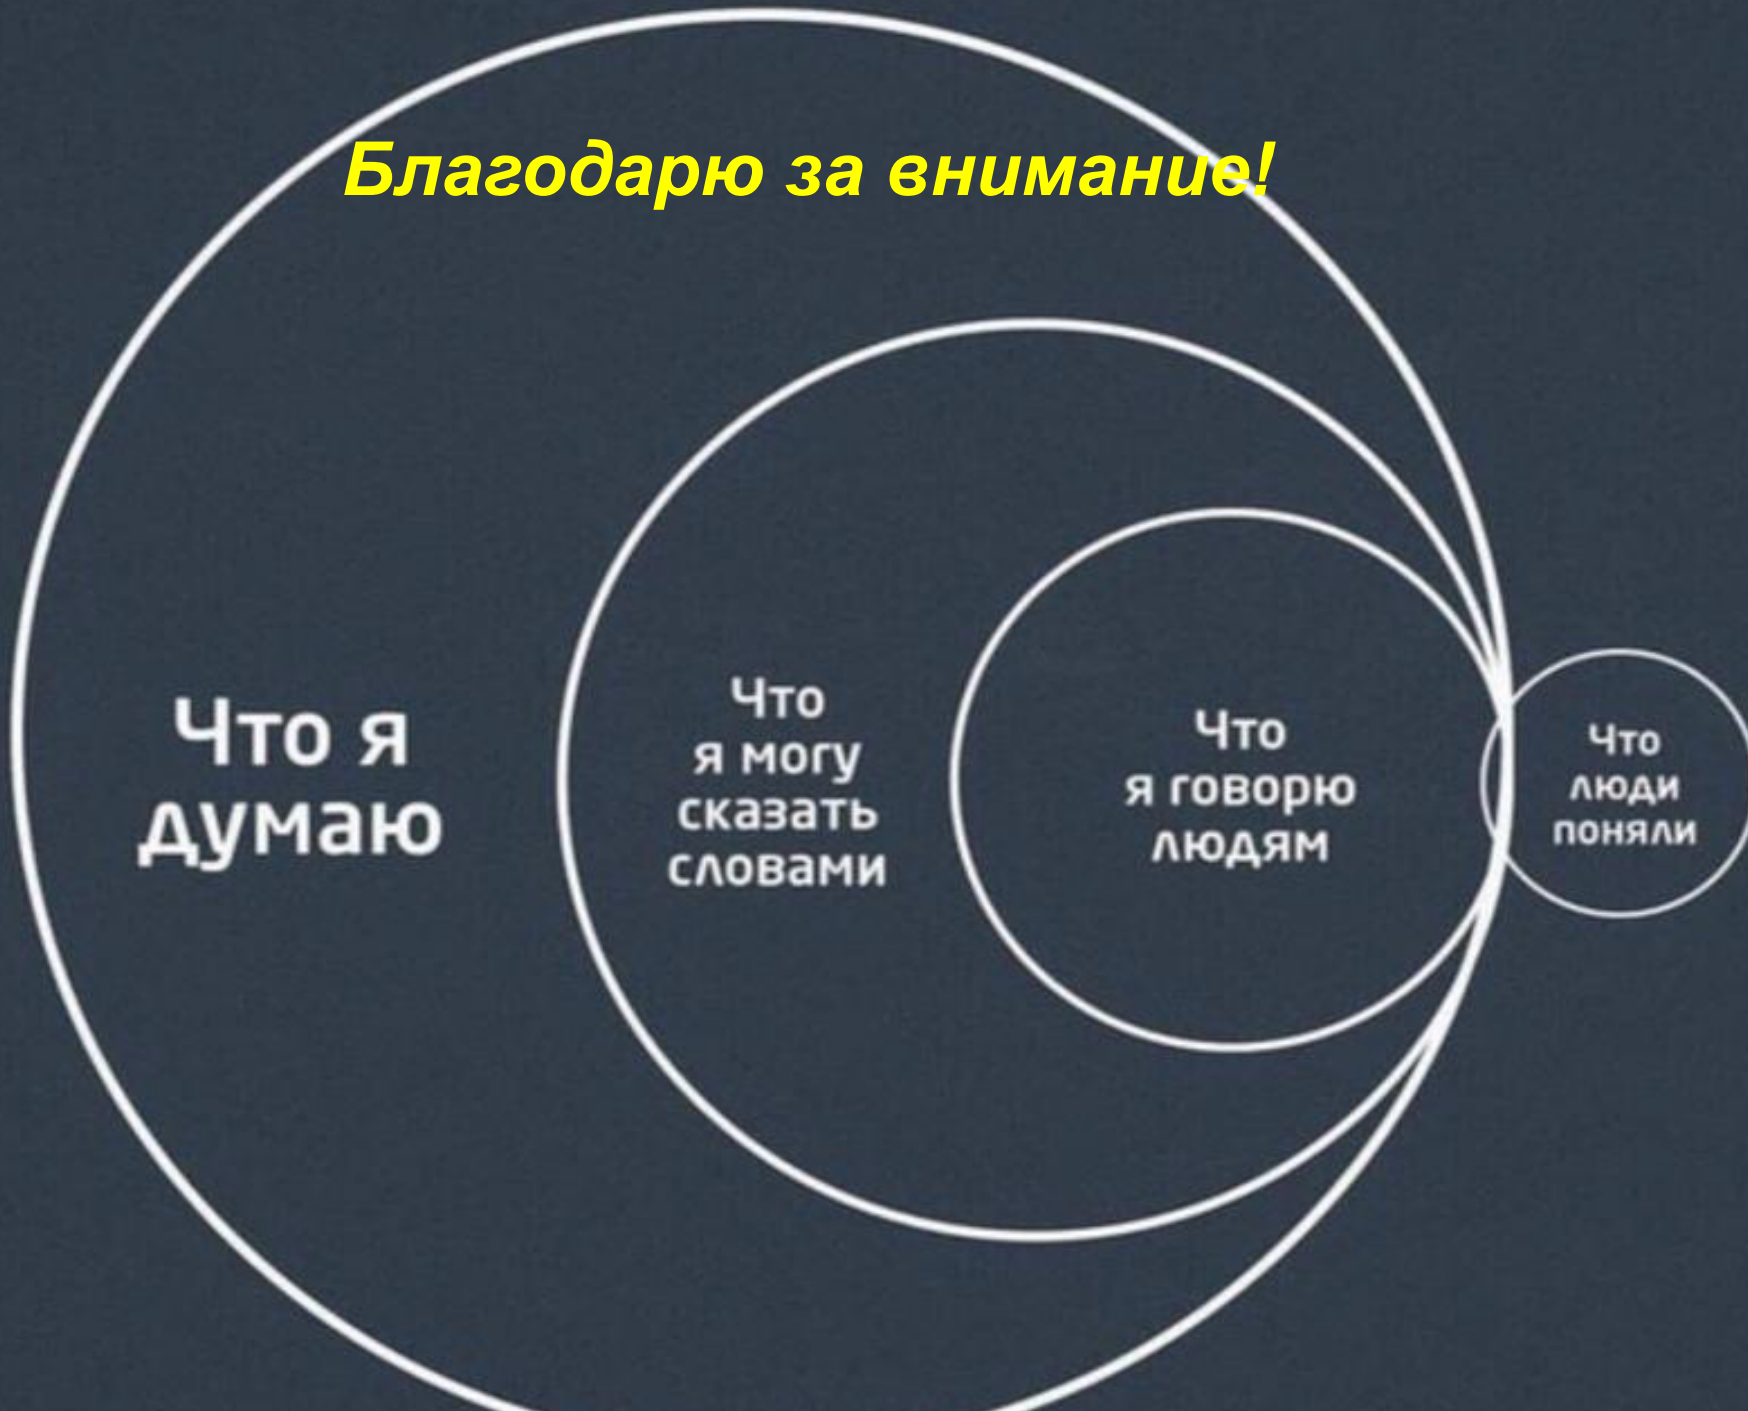 Благодарю за внимание!
Что я
думаю
Что
я могу
сказать
словами
Что
я говорю
людям
Что
люди
поняли